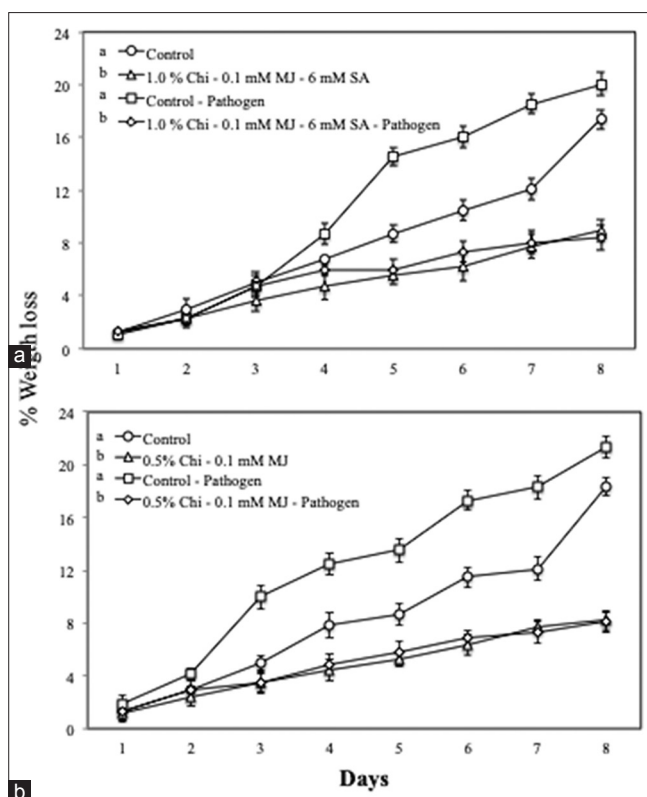 24
20
16
12
8
4
0
a Control
b 1.0 % Chi - 0.1 mM MJ - 6 mM SA
a Control - Pathogen
b 1.0 % Chi - 0.1 mM MJ - 6 mM SA - Pathogen
1 2 3 4 5 6 7 8
a
% Weigth loss
24
20
16
12
8
4
0
a Control
b 0.5% Chi - 0.1 mM MJ
a Control - Pathogen
b 0.5% Chi - 0.1 mM MJ - Pathogen
1 2 3 4 5 6 7 8
Days
b